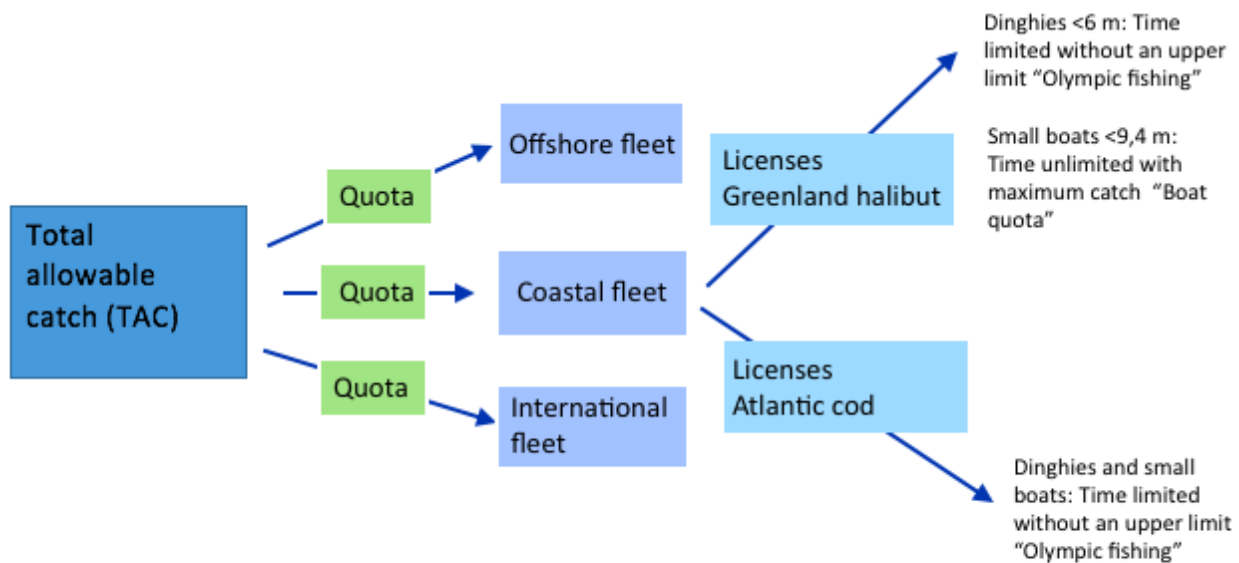 Total
allowable
catch (TAC)
Quota
Quota
Quota
Offshore fleet
Coastal fleet
International
fleet
Licenses
Greenland halibut
Licenses
Atlantic cod
Dinghies <6 m: Time
limited without an upper
limit “Olympic fishing”
Small boats <9,4 m:
Time unlimited with
maximum catch “Boat
quota”
Dinghies and small
boats: Time limited
without an upper limit
“Olympic fishing”